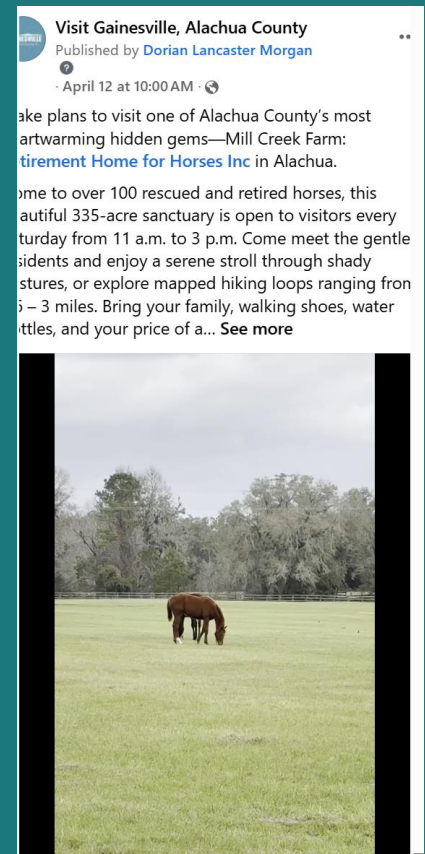 Visit Gainesville, Alachua County
Published by Dorian Lancaster Morgan
?
· April 12 at 10:00 AM ·
ake plans to visit one of Alachua County's most
artwarming hidden gems—Mill Creek Farm:
tirement Home for Horses Inc in Alachua.
ome to over 100 rescued and retired horses, this
autiful 335-acre sanctuary is open to visitors every
turday from 11 a.m. to 3 p.m. Come meet the gentle
sidents and enjoy a serene stroll through shady
stures, or explore mapped hiking loops ranging from
5 – 3 miles. Bring your family, walking shoes, water
ttles, and your price of a... See more